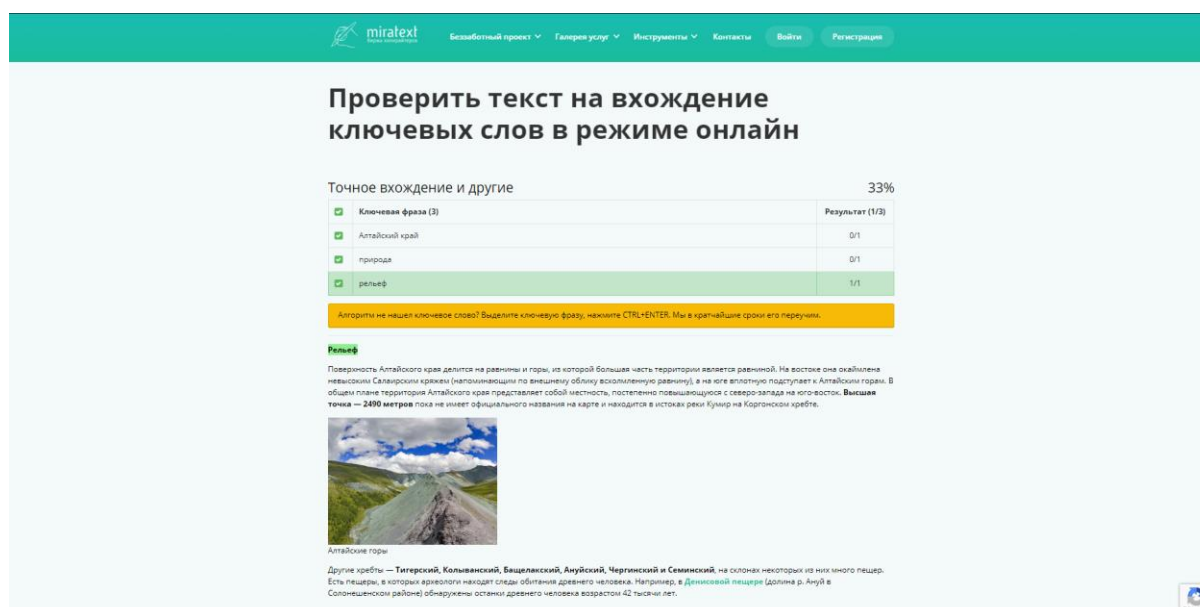 miratext
биржа копирайтеров
Беззаботный проект
Галерея услуг
Инструменты
Контакты
Войти
Регистрация
Проверить текст на вхождение
ключевых слов в режиме онлайн
Точное вхождение и другие 33%
Ключевая фраза (3) Результат (1/3)
Алтайский край 0/1
природа 0/1
рельеф 1/1
Алгоритм не нашел ключевое слово? Выделите ключевую фразу, нажмите CTRL+ENTER. Мы в кратчайшие сроки его переучим.
Рельеф
Поверхность Алтайского края делится на равнины и горы, из которой большая часть территории является равниной. На востоке она окаймлена
невысоким Салаирским кряжем (напоминающим по внешнему облику всхолмленную равнину), а на юге вплотную подступает к Алтайским горам. В
общем плане территория Алтайского края представляет собой местность, постепенно повышающуюся с северо-запада на юго-восток. Высшая
точка — 2490 метров пока не имеет официального названия на карте и находится в истоках реки Кумир на Коргонском хребте.
Алтайские горы
Другие хребты — Тигерский, Колыванский, Бащелакский, Ануйский, Чергинский и Семинский, на склонах некоторых из них много пещер.
Есть пещеры, в которых археологи находят следы обитания древнего человека. Например, в Денисовой пещере (долина р. Ануй в
Солонешенском районе) обнаружены останки древнего человека возрастом 42 тысячи лет.